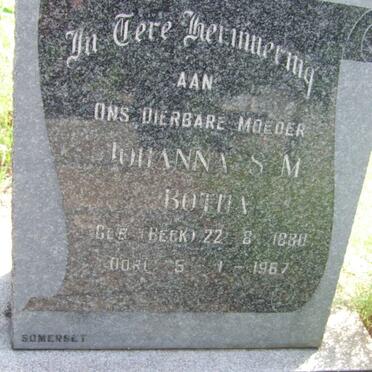 In Tere Herinnering
AAN
ONS DIERBARE MOEDER
JOHANNA S M
BOTHA
GEB (BEEK) 22 - 8 - 1880
OORL 5 - 1 - 1967
SOMERSET